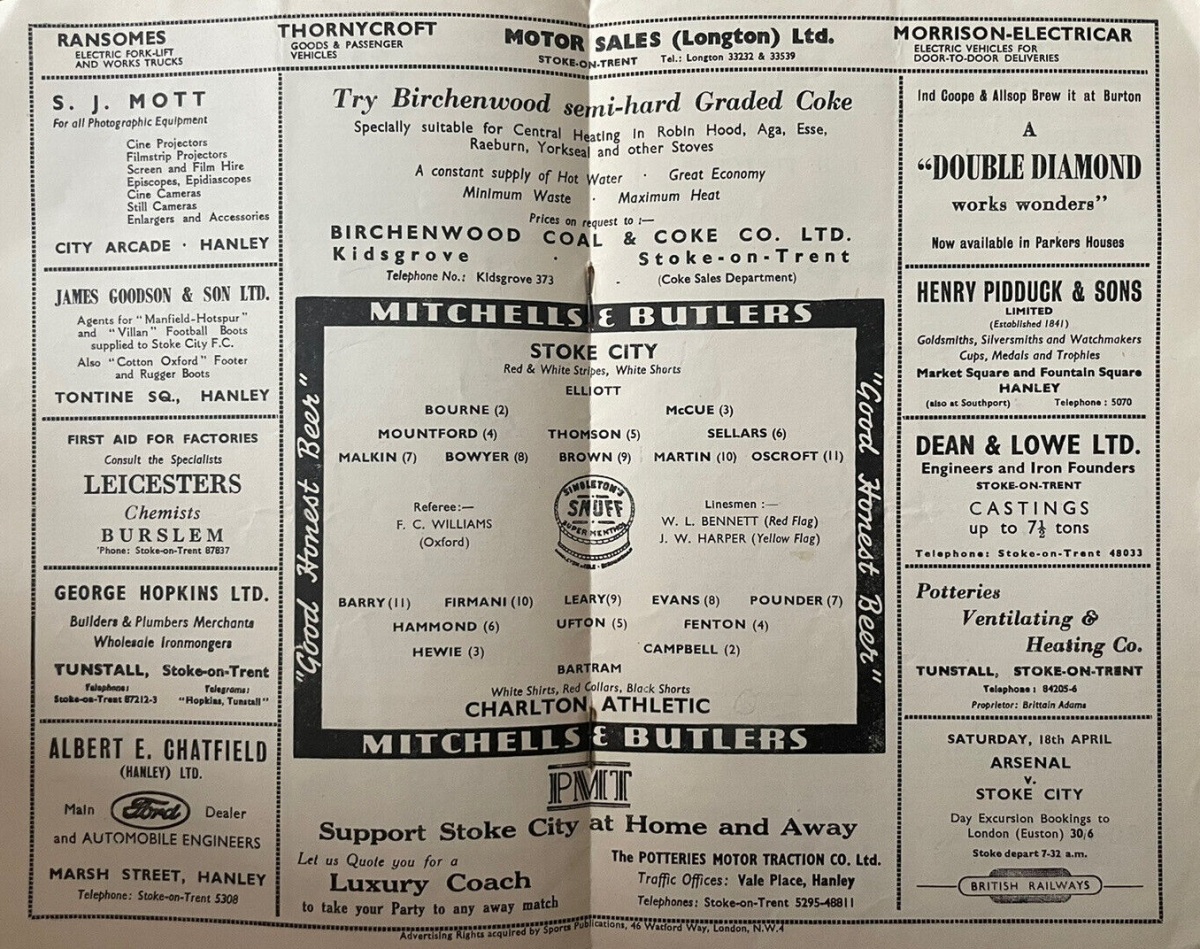 RANSOMES
ELECTRIC FORK-LIFT
AND WORKS TRUCKS
THORNYCROFT
GOODS & PASSENGER
VEHICLES
MOTOR SALES (Longton) Ltd.
STOKE-ON-TRENT Tel.: Longton 33232 & 33539
MORRISON-ELECTRICAR
ELECTRIC VEHICLES FOR
DOOR-TO-DOOR DELIVERIES
S. J. MOTT
For all Photographic Equipment
Cine Projectors
Filmstrip Projectors
Screen and Film Hire
Episcopes, Epidiascopes
Cine Cameras
Still Cameras
Enlargers and Accessories
CITY ARCADE · HANLEY
JAMES GOODSON & SON LTD.
Agents for "Manfield-Hotspur"
and "Villan" Football Boots
supplied to Stoke City F.C.
Also "Cotton Oxford" Footer
and Rugger Boots
TONTINE SQ., HANLEY
FIRST AID FOR FACTORIES
Consult the Specialists
LEICESTERS
Chemists
BURSLEM
'Phone: Stoke-on-Trent 87837
GEORGE HOPKINS LTD.
Builders & Plumbers Merchants
Wholesale Ironmongers
TUNSTALL, Stoke-on-Trent
Telephone: Telegrams:
Stoke-on-Trent 87212-3 "Hopkins, Tunstall"
ALBERT E. CHATFIELD
(HANLEY) LTD.
Main Ford Dealer
and AUTOMOBILE ENGINEERS
MARSH STREET, HANLEY
Telephone: Stoke-on-Trent 5308
Try Birchenwood semi-hard Graded Coke
Specially suitable for Central Heating in Robin Hood, Aga, Esse,
Raeburn, Yorkseal and other Stoves
A constant supply of Hot Water · Great Economy
Minimum Waste · Maximum Heat
Prices on request to :—
BIRCHENWOOD COAL & COKE CO. LTD.
Kidsgrove · Stoke-on-Trent
Telephone No.: Kidsgrove 373 - (Coke Sales Department)
MITCHELLS & BUTLERS
"Good Honest Beer"
STOKE CITY
Red & White Stripes, White Shorts
ELLIOTT
BOURNE (2) McCUE (3)
MOUNTFORD (4) THOMSON (5) SELLARS (6)
MALKIN (7) BOWYER (8) BROWN (9) MARTIN (10) OSCROFT (11)
Referee:—
F. C. WILLIAMS
(Oxford)
SINGLETON'S
SNUFF
SUPER MENTHOL
Linesmen :—
W. L. BENNETT (Red Flag)
J. W. HARPER (Yellow Flag)
BARRY (11) FIRMANI (10) LEARY(9) EVANS (8) POUNDER (7)
HAMMOND (6) UFTON (5) FENTON (4)
HEWIE (3) CAMPBELL (2)
BARTRAM
White Shirts, Red Collars, Black Shorts
CHARLTON ATHLETIC
"Good Honest Beer"
MITCHELLS & BUTLERS
PMT
Support Stoke City at Home and Away
Let us Quote you for a
Luxury Coach
to take your Party to any away match
The POTTERIES MOTOR TRACTION CO. Ltd.
Traffic Offices: Vale Place, Hanley
Telephones: Stoke-on-Trent 5295-48811
Ind Coope & Allsop Brew it at Burton
A
"DOUBLE DIAMOND
works wonders"
Now available in Parkers Houses
HENRY PIDDUCK & SONS
LIMITED
(Established 1841)
Goldsmiths, Silversmiths and Watchmakers
Cups, Medals and Trophies
Market Square and Fountain Square
HANLEY
(also at Southport) Telephone : 5070
DEAN & LOWE LTD.
Engineers and Iron Founders
STOKE-ON-TRENT
CASTINGS
up to 7½ tons
Telephone: Stoke-on-Trent 48033
Potteries
Ventilating &
Heating Co.
TUNSTALL, STOKE-ON-TRENT
Telephone : 84205-6
Proprietor: Brittain Adams
SATURDAY, 18th APRIL
ARSENAL
v.
STOKE CITY
Day Excursion Bookings to
London (Euston) 30/6
Stoke depart 7-32 a.m.
BRITISH RAILWAYS
Advertising Rights acquired by Sports Publications, 46 Watford Way, London, N.W.4